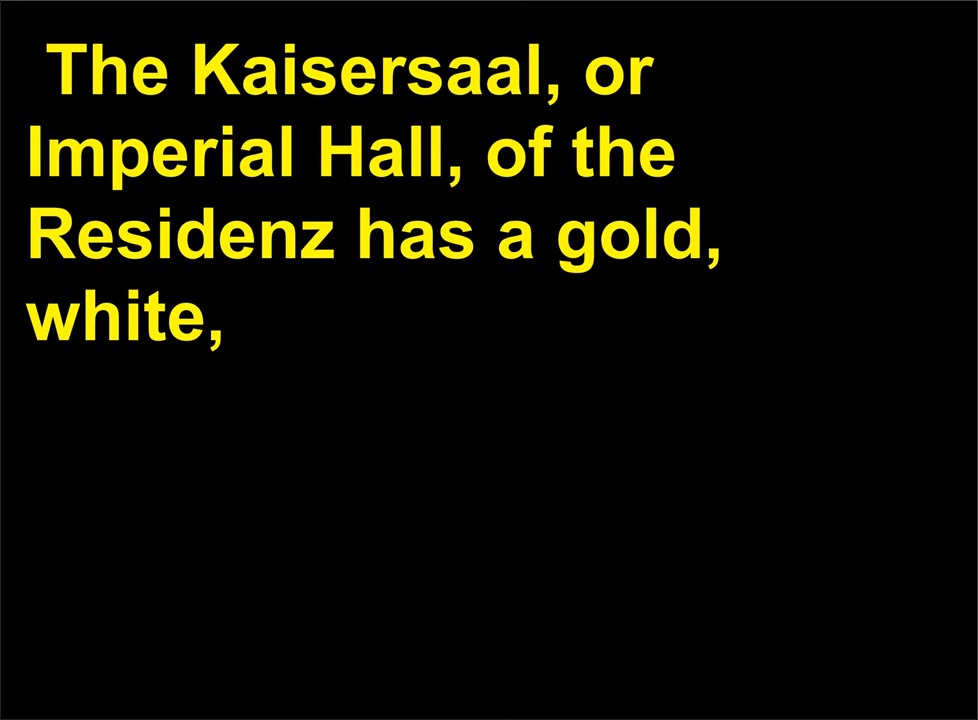 The Kaisersaal, or
Imperial Hall, of the
Residenz has a gold,
white,